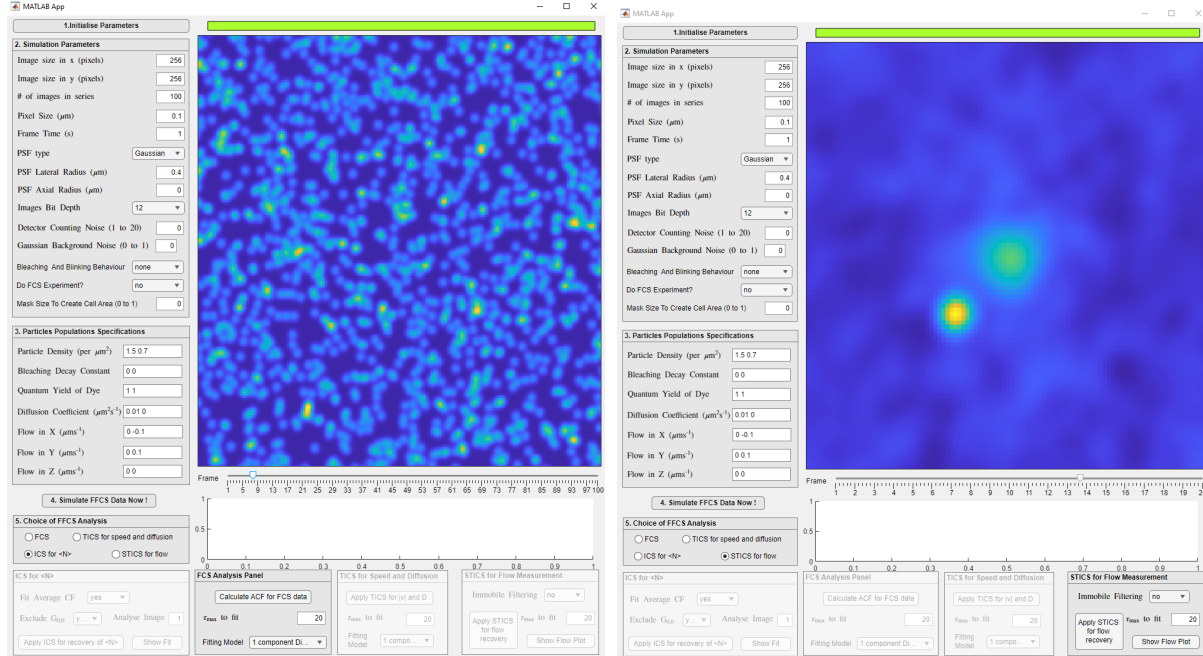 MATLAB App
1.Initialise Parameters
2. Simulation Parameters
Image size in x (pixels) 256
Image size in y (pixels) 256
# of images in series 100
Pixel Size (μm) 0.1
Frame Time (s) 1
PSF type Gaussian
PSF Lateral Radius (μm) 0.4
PSF Axial Radius (μm) 0
Images Bit Depth 12
Detector Counting Noise (1 to 20) 0
Gaussian Background Noise (0 to 1) 0
Bleaching And Blinking Behaviour none
Do FCS Experiment? no
Mask Size To Create Cell Area (0 to 1) 0
3. Particles Populations Specifications
Particle Density (per μm²) 1.5 0.7
Bleaching Decay Constant 0 0
Quantum Yield of Dye 1 1
Diffusion Coefficient (μm²s⁻¹) 0.01 0
Flow in X (μms⁻¹) 0 -0.1
Flow in Y (μms⁻¹) 0 0.1
Flow in Z (μms⁻¹) 0 0
4. Simulate FFCS Data Now !
Frame
1 5 9 13 17 21 25 29 33 37 41 45 49 53 57 61 65 69 73 77 81 85 89 93 97 100
1
0.5
0
0 0.1 0.2 0.3 0.4 0.5 0.6 0.7 0.8 0.9 1
5. Choice of FFCS Analysis
FCS TICS for speed and diffusion
ICS for <N> STICS for flow
ICS for <N>
Fit Average CF yes
Exclude G0,0 y... Analyse Image 1
Apply ICS for recovery of <N> Show Fit
FCS Analysis Panel
Calculate ACF for FCS data
τmax to fit 20
Fitting Model 1 component Di...
TICS for Speed and Diffusion
Apply TICS for |v| and D
τmax to fit 20
Fitting Model 1 compo...
STICS for Flow Measurement
Immobile Filtering no
Apply STICS for flow recovery
τmax to fit 20
Show Flow Plot
MATLAB App
1.Initialise Parameters
2. Simulation Parameters
Image size in x (pixels) 256
Image size in y (pixels) 256
# of images in series 100
Pixel Size (μm) 0.1
Frame Time (s) 1
PSF type Gaussian
PSF Lateral Radius (μm) 0.4
PSF Axial Radius (μm) 0
Images Bit Depth 12
Detector Counting Noise (1 to 20) 0
Gaussian Background Noise (0 to 1) 0
Bleaching And Blinking Behaviour none
Do FCS Experiment? no
Mask Size To Create Cell Area (0 to 1) 0
3. Particles Populations Specifications
Particle Density (per μm²) 1.5 0.7
Bleaching Decay Constant 0 0
Quantum Yield of Dye 1 1
Diffusion Coefficient (μm²s⁻¹) 0.01 0
Flow in X (μms⁻¹) 0 -0.1
Flow in Y (μms⁻¹) 0 0.1
Flow in Z (μms⁻¹) 0 0
4. Simulate FFCS Data Now !
Frame
1 2 3 4 5 6 7 8 9 10 11 12 13 14 15 16 17 18 19
1
0.5
0
0 0.1 0.2 0.3 0.4 0.5 0.6 0.7 0.8 0.9 1
5. Choice of FFCS Analysis
FCS TICS for speed and diffusion
ICS for <N> STICS for flow
ICS for <N>
Fit Average CF yes
Exclude G0,0 y... Analyse Image 1
Apply ICS for recovery of <N> Show Fit
FCS Analysis Panel
Calculate ACF for FCS data
τmax to fit 20
Fitting Model 1 component Di...
TICS for Speed and Diffusion
Apply TICS for |v| and D
τmax to fit 20
Fitting Model 1 compo...
STICS for Flow Measurement
Immobile Filtering no
Apply STICS for flow recovery
τmax to fit 20
Show Flow Plot